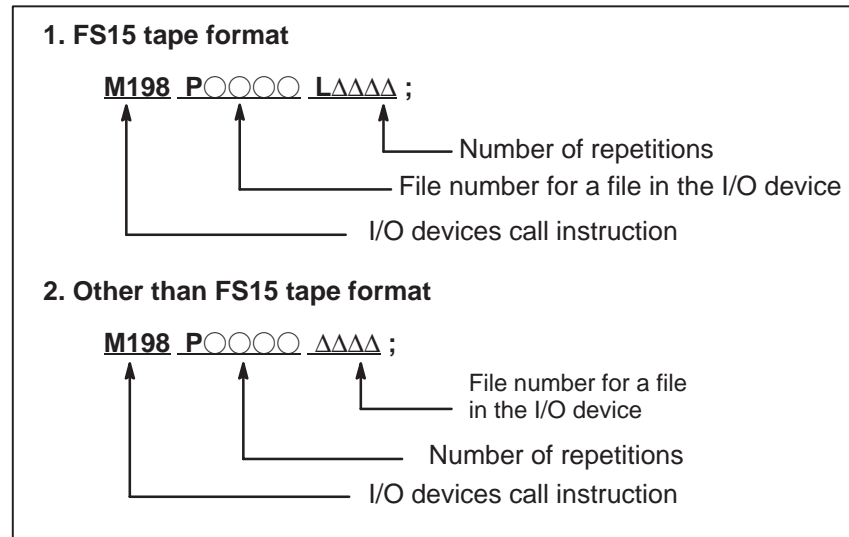 1. FS15 tape format
M198 P○○○○ L∆∆∆∆ ;
Number of repetitions
File number for a file in the I/O device
I/O devices call instruction
2. Other than FS15 tape format
M198 P○○○○ ∆∆∆∆ ;
File number for a file
in the I/O device
Number of repetitions
I/O devices call instruction